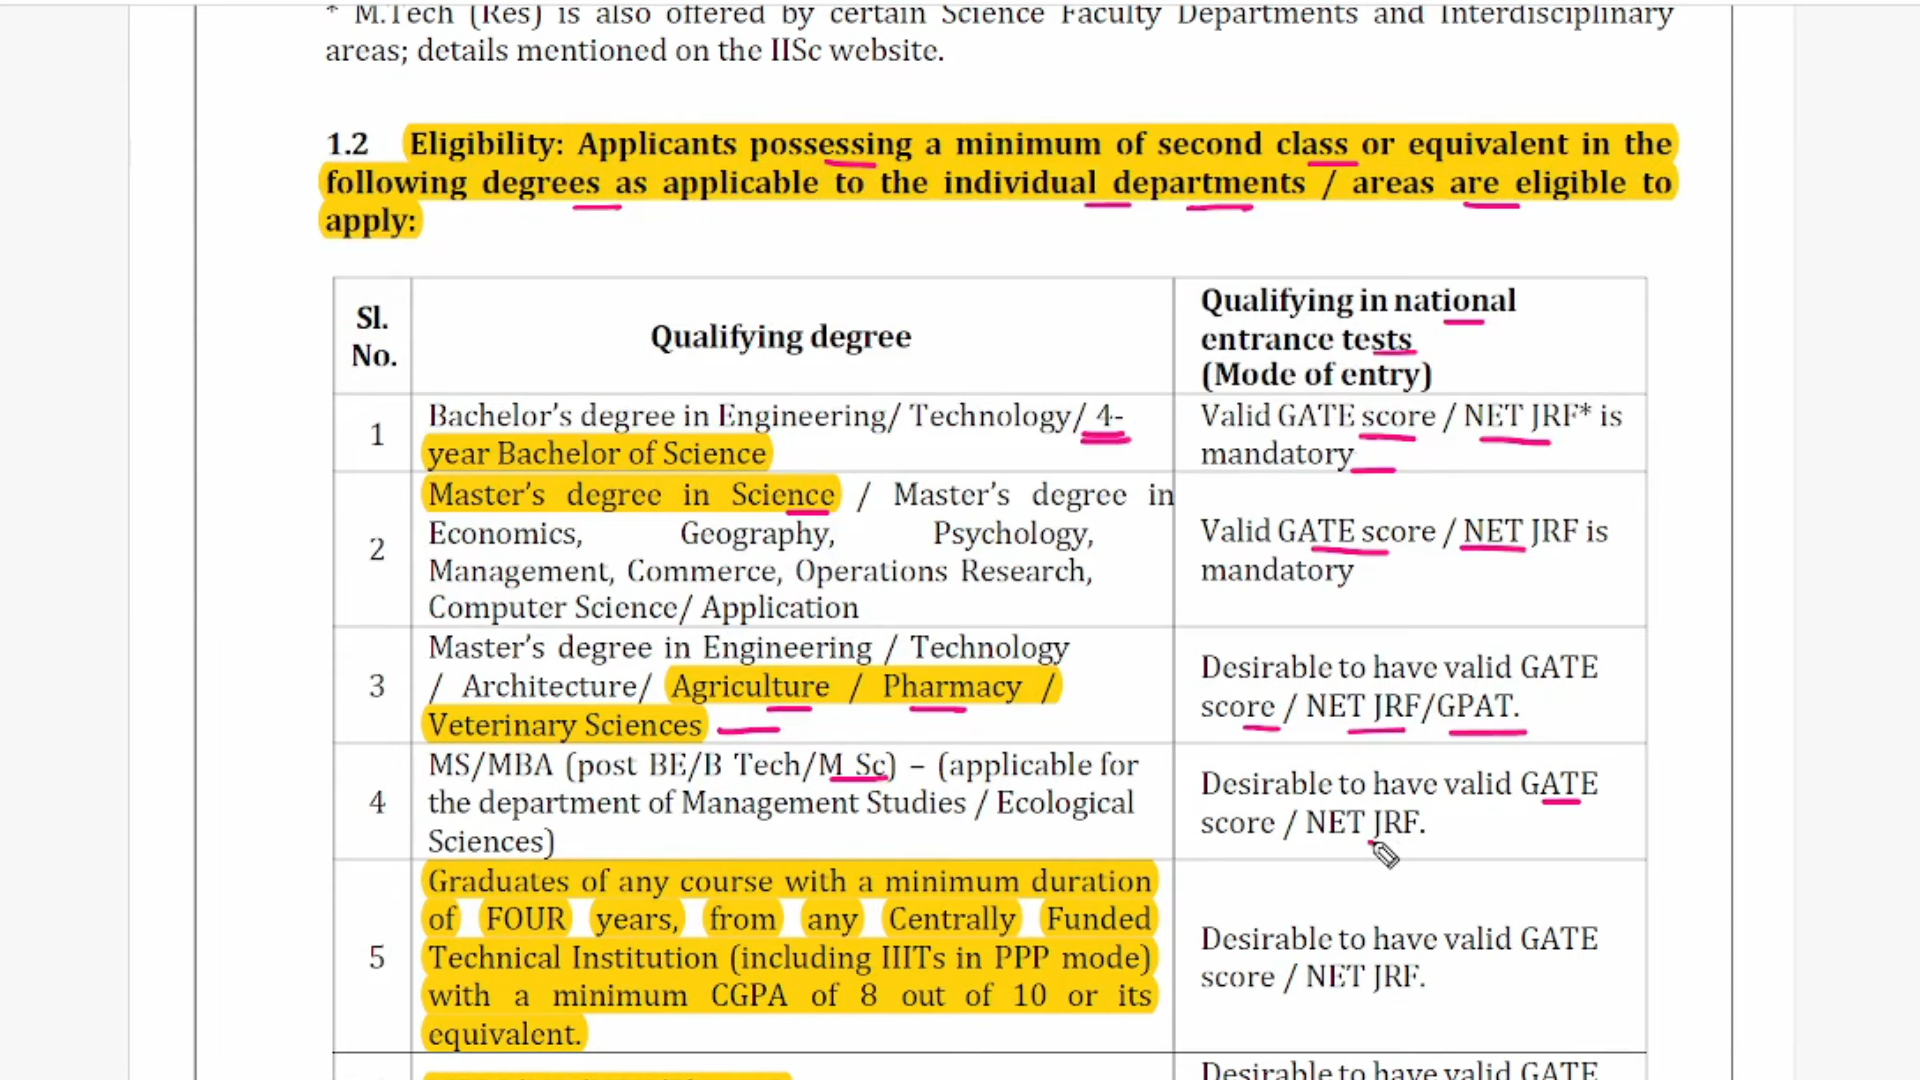 * M.Tech (Res) is also offered by certain Science Faculty Departments and Interdisciplinary
areas; details mentioned on the IISc website.
1.2 Eligibility: Applicants possessing a minimum of second class or equivalent in the
following degrees as applicable to the individual departments / areas are eligible to
apply:
Sl.
No.
Qualifying degree
Qualifying in national
entrance tests
(Mode of entry)
1
Bachelor’s degree in Engineering/ Technology/ 4-
year Bachelor of Science
Valid GATE score / NET JRF* is
mandatory
2
Master’s degree in Science / Master’s degree in
Economics, Geography, Psychology,
Management, Commerce, Operations Research,
Computer Science/ Application
Valid GATE score / NET JRF is
mandatory
3
Master’s degree in Engineering / Technology
/ Architecture/ Agriculture / Pharmacy /
Veterinary Sciences
Desirable to have valid GATE
score / NET JRF/GPAT.
4
MS/MBA (post BE/B Tech/M Sc) – (applicable for
the department of Management Studies / Ecological
Sciences)
Desirable to have valid GATE
score / NET JRF.
5
Graduates of any course with a minimum duration
of FOUR years, from any Centrally Funded
Technical Institution (including IIITs in PPP mode)
with a minimum CGPA of 8 out of 10 or its
equivalent.
Desirable to have valid GATE
score / NET JRF.
Desirable to have valid GATE